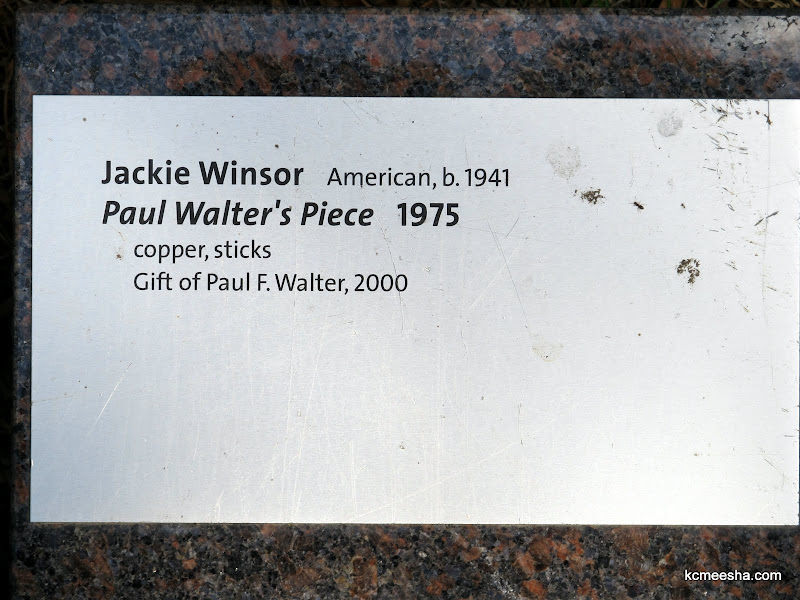 Jackie Winsor American, b. 1941
Paul Walter's Piece 1975
copper, sticks
Gift of Paul F. Walter, 2000
kcmeesha.com